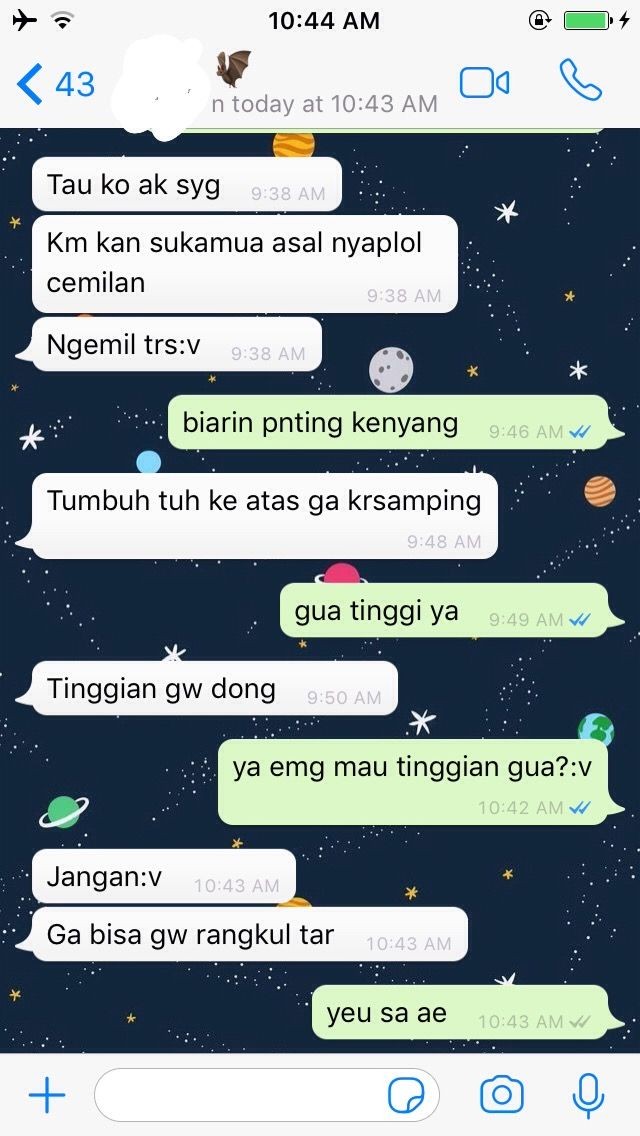 10:44 AM
43
n today at 10:43 AM
Tau ko ak syg 9:38 AM
Km kan sukamua asal nyaplol
cemilan
9:38 AM
Ngemil trs:v 9:38 AM
biarin pnting kenyang 9:46 AM
Tumbuh tuh ke atas ga krsamping
9:48 AM
gua tinggi ya 9:49 AM
Tinggian gw dong 9:50 AM
ya emg mau tinggian gua?:v
10:42 AM
Jangan:v 10:43 AM
Ga bisa gw rangkul tar 10:43 AM
yeu sa ae 10:43 AM